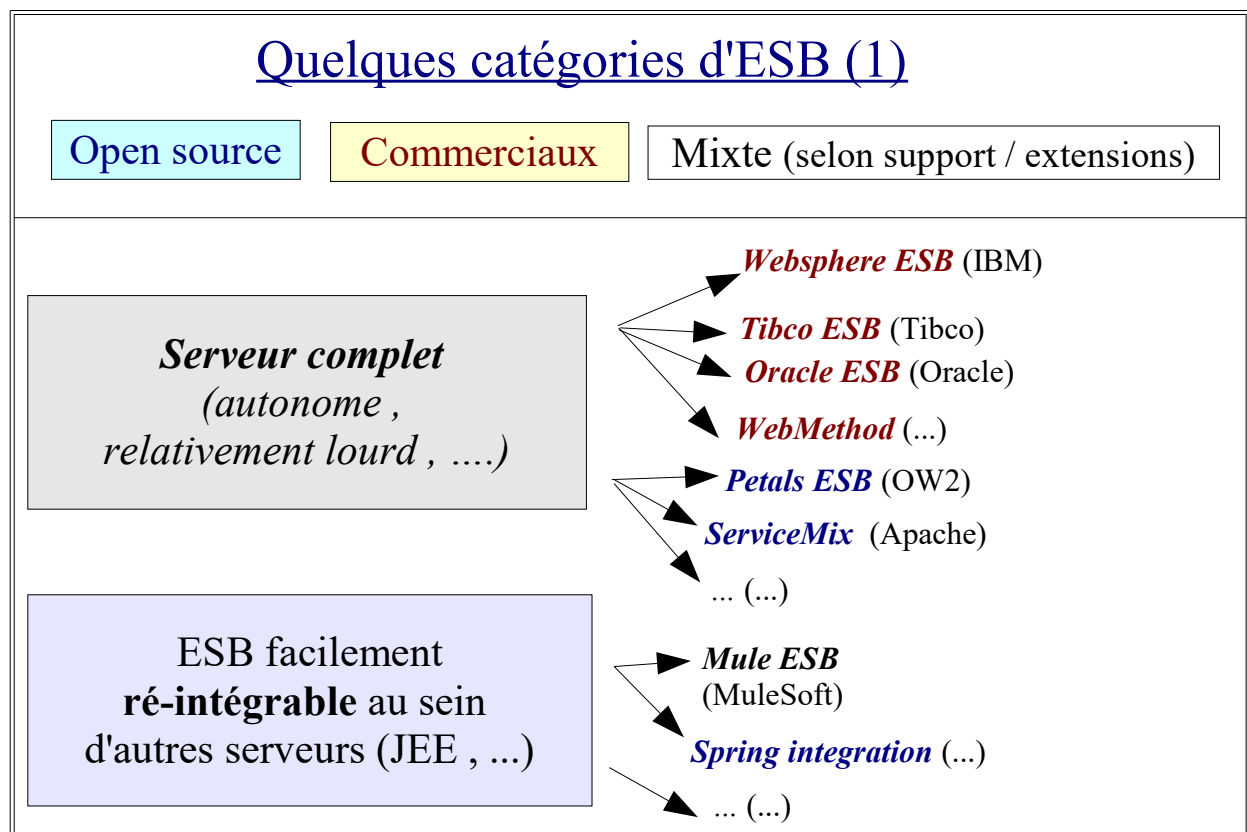 Quelques catégories d'ESB (1)
Open source
Commerciaux
Mixte (selon support / extensions)
Serveur complet
(autonome ,
relativement lourd , ....)
Websphere ESB (IBM)
Tibco ESB (Tibco)
Oracle ESB (Oracle)
WebMethod (...)
Petals ESB (OW2)
ServiceMix (Apache)
... (...)
ESB facilement
ré-intégrable au sein
d'autres serveurs (JEE , ...)
Mule ESB
(MuleSoft)
Spring integration (...)
... (...)